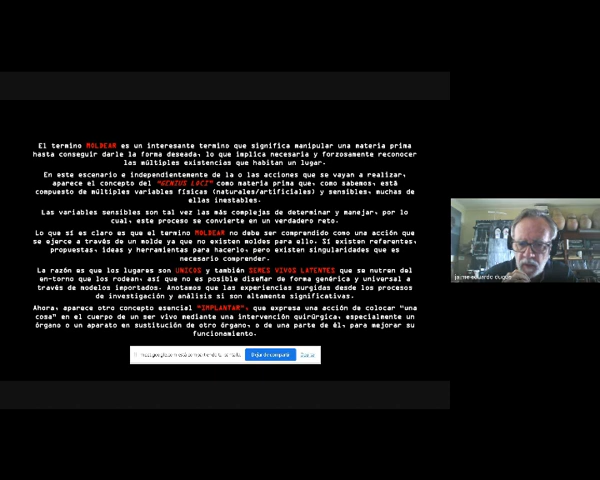 El termino MOLDEAR es un interesante termino que significa manipular una materia prima
hasta conseguir darle la forma deseada, lo que implica necesaria y forzosamente reconocer
las múltiples existencias que habitan un lugar.
En este escenario e independientemente de la o las acciones que se vayan a realizar,
aparece el concepto del "GENIUS LOCI" como materia prima que, como sabemos, está
compuesto de múltiples variables físicas (naturales/artificiales) y sensibles, muchas de
ellas inestables.
Las variables sensibles son tal vez las más complejas de determinar y manejar, por lo
cual, este proceso se convierte en un verdadero reto.
Lo que sí es claro es que el termino MOLDEAR no debe ser comprendido como una acción que
se ejerce a través de un molde ya que no existen moldes para ello. Sí existen referentes,
propuestas, ideas y herramientas para hacerlo, pero existen singularidades que es
necesario comprender.
La razón es que los lugares son UNICOS y también SERES VIVOS LATENTES que se nutren del
en-torno que los rodean, así que no es posible diseñar de forma genérica y universal a
través de modelos importados. Anotamos que las experiencias surgidas desde los procesos
de investigación y análisis si son altamente significativas.
Ahora, aparece otro concepto esencial "IMPLANTAR", que expresa una acción de colocar "una
cosa" en el cuerpo de un ser vivo mediante una intervención quirúrgica, especialmente un
órgano o un aparato en sustitución de otro órgano, o de una parte de él, para mejorar su
funcionamiento.
jaime eduardo duque